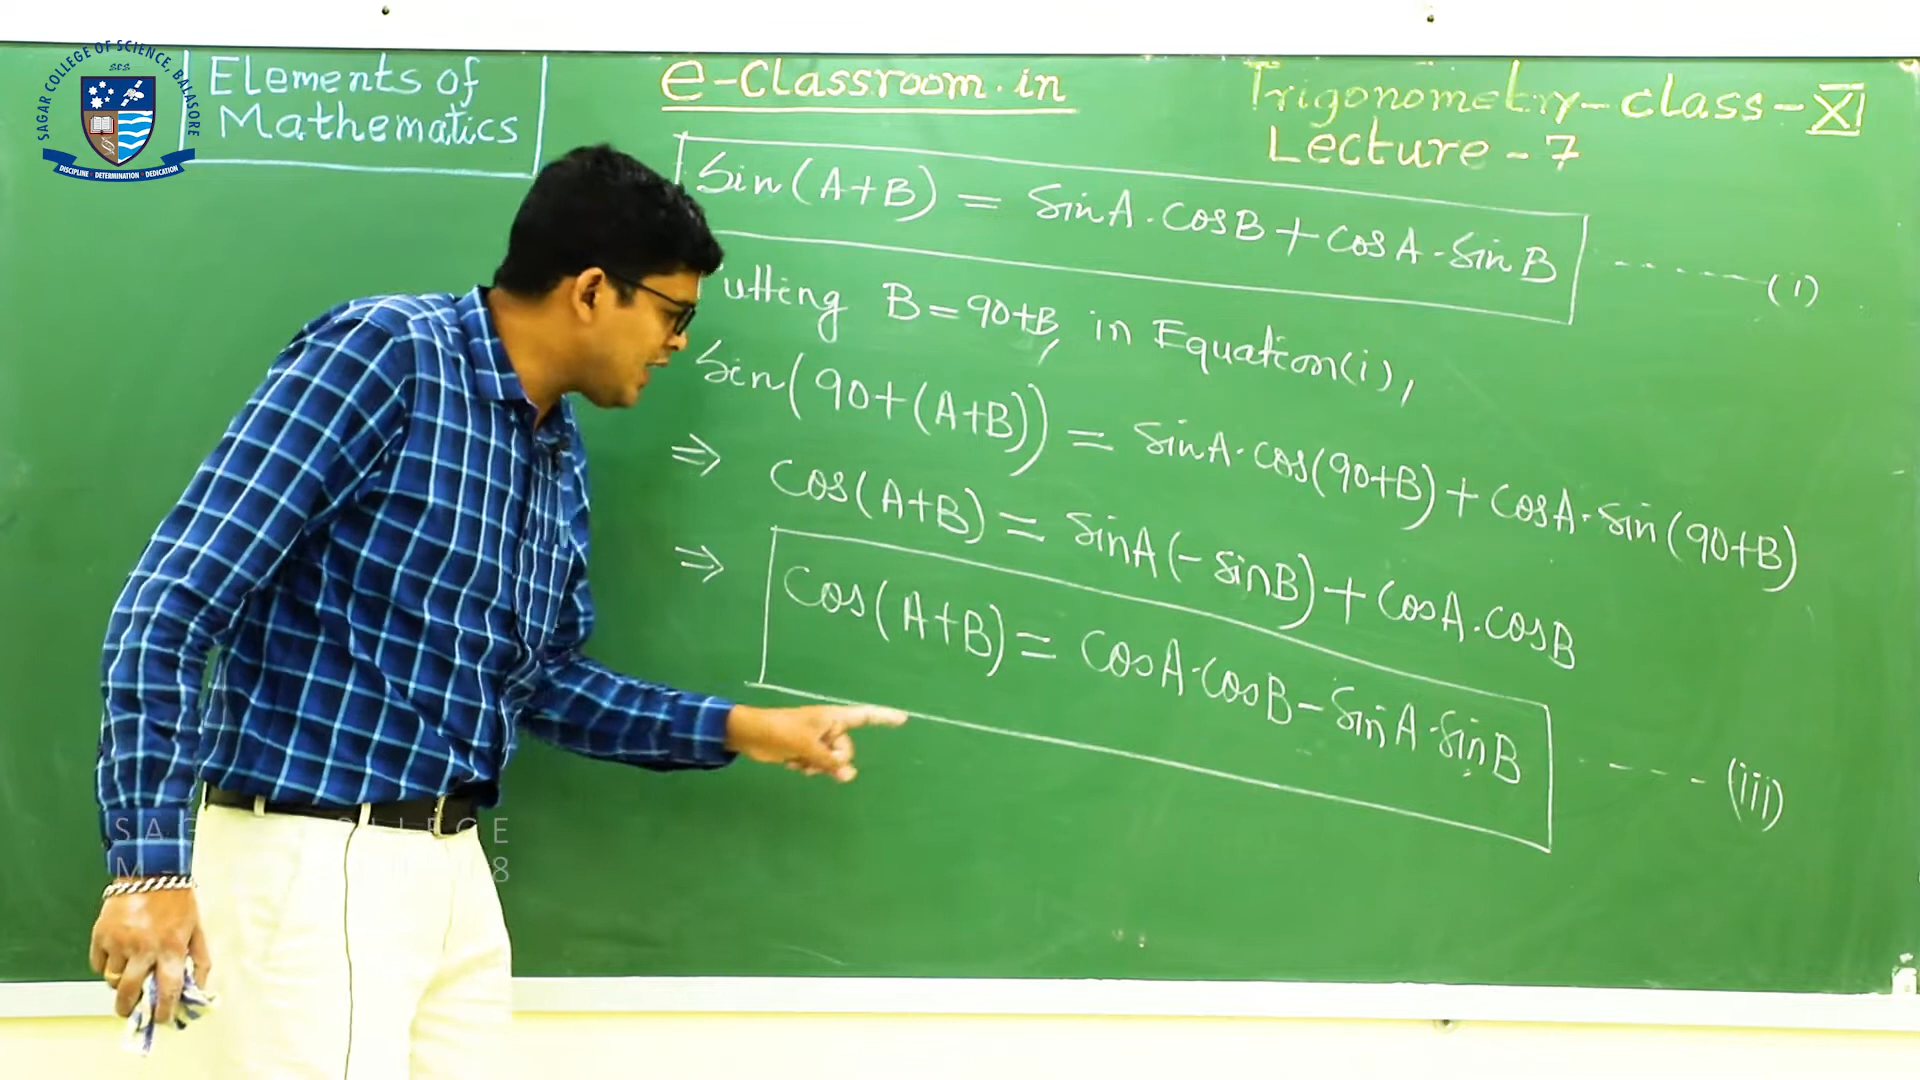 SAGAR COLLEGE OF SCIENCE, BALASORE
SCS
DISCIPLINE · DETERMINATION · DEDICATION
Elements of
Mathematics
e-Classroom.in
Trigonometry-class-XI
Lecture-7
Sin(A+B) = SinA.cosB+cosA.SinB ------(i)
utting B=90+B, in Equation(i),
Sin(90+(A+B)) = SinA.cos(90+B)+cosA.Sin(90+B)
⇒ Cos(A+B) = SinA(-SinB)+CosA.cosB
⇒ Cos(A+B) = CosA.CosB-SinA.SinB ----(iii)